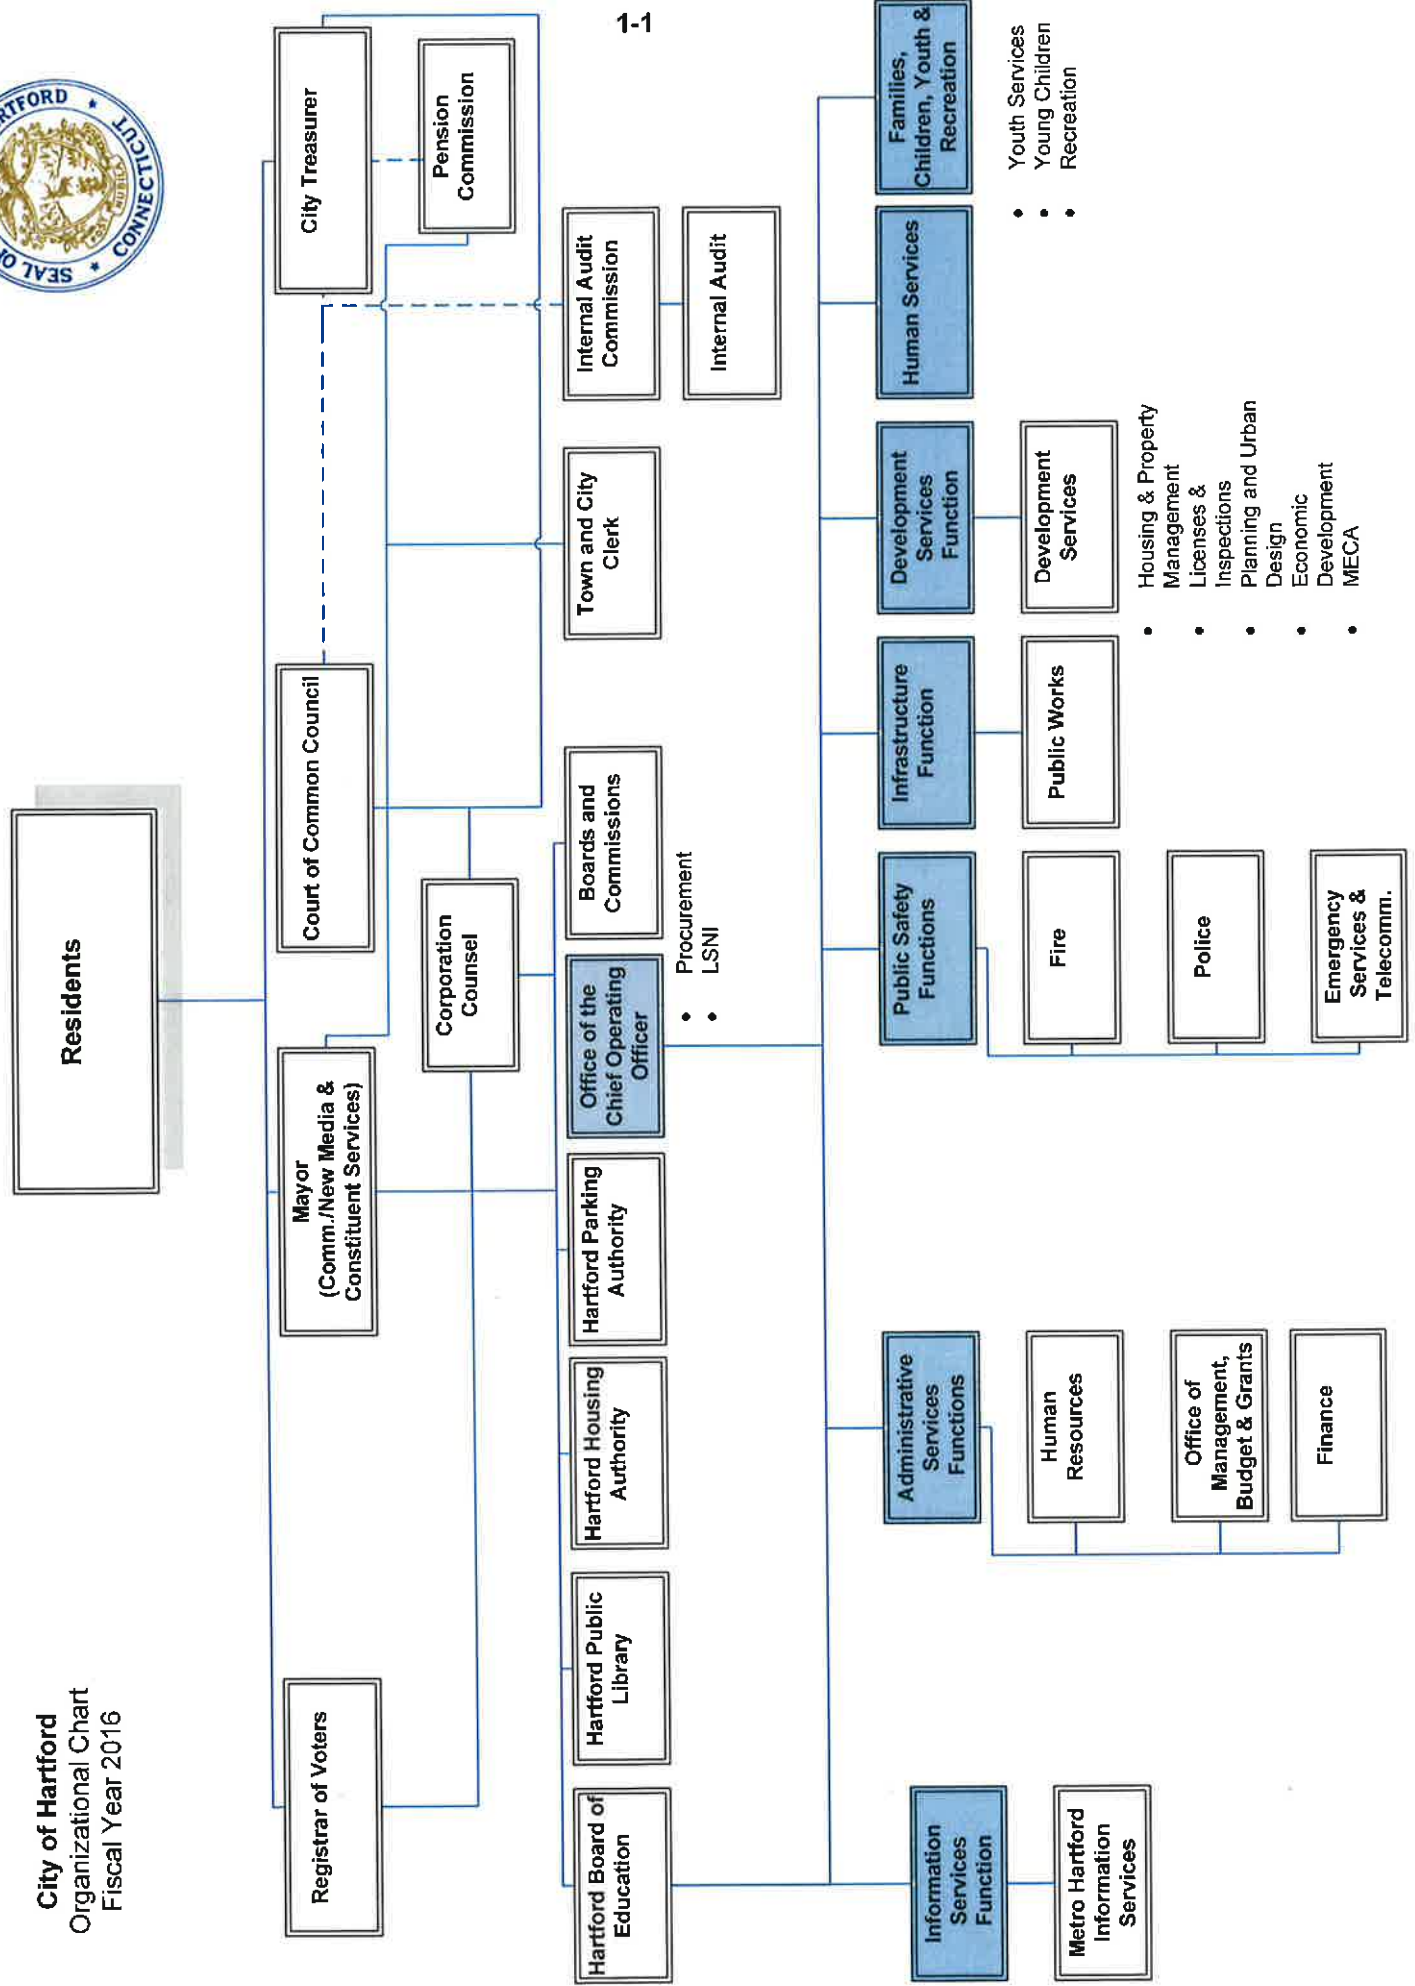 City of Hartford
Organizational Chart
Fiscal Year 2016
RTFORD
CONNECTICUT
SEAL OF
POST
NUBILA
Residents
Registrar of Voters
Mayor
(Comm./New Media &
Constituent Services)
Court of Common Council
City Treasurer
Corporation
Counsel
Pension
Commission
Hartford Board of
Education
Hartford Public
Library
Hartford Housing
Authority
Hartford Parking
Authority
Office of the
Chief Operating
Officer
• Procurement
• LSNI
Boards and
Commissions
Town and City
Clerk
Internal Audit
Commission
Internal Audit
1-1
Information
Services
Function
Metro Hartford
Information
Services
Administrative
Services
Functions
Human
Resources
Office of
Management,
Budget & Grants
Finance
Public Safety
Functions
Fire
Police
Emergency
Services &
Telecomm.
Infrastructure
Function
Public Works
Development
Services
Function
Development
Services
• Housing & Property
Management
• Licenses &
Inspections
• Planning and Urban
Design
• Economic
Development
• MECA
Human Services
Families,
Children, Youth &
Recreation
• Youth Services
• Young Children
• Recreation